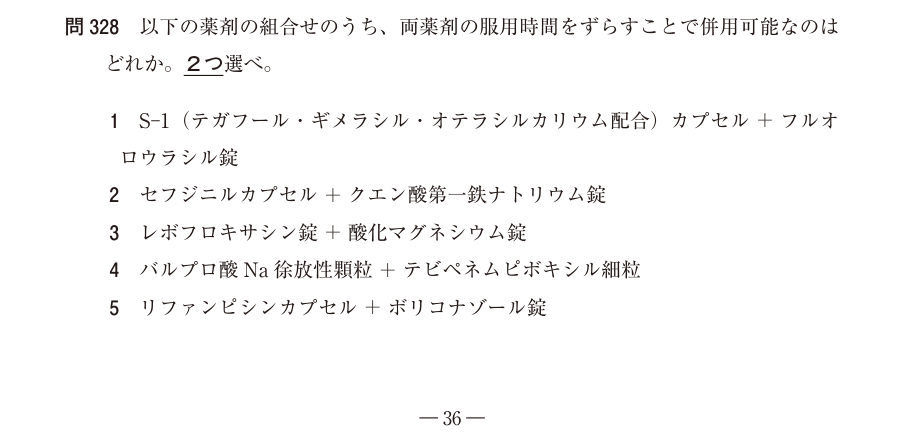 問 328 以下の薬剤の組合せのうち、両薬剤の服用時間をずらすことで併用可能なのは
どれか。2つ選べ。
1 S-1（テガフール・ギメラシル・オテラシルカリウム配合）カプセル + フルオ
ロウラシル錠
2 セフジニルカプセル + クエン酸第一鉄ナトリウム錠
3 レボフロキサシン錠 + 酸化マグネシウム錠
4 バルプロ酸 Na 徐放性顆粒 + テビペネムピボキシル細粒
5 リファンピシンカプセル + ボリコナゾール錠
— 36 —